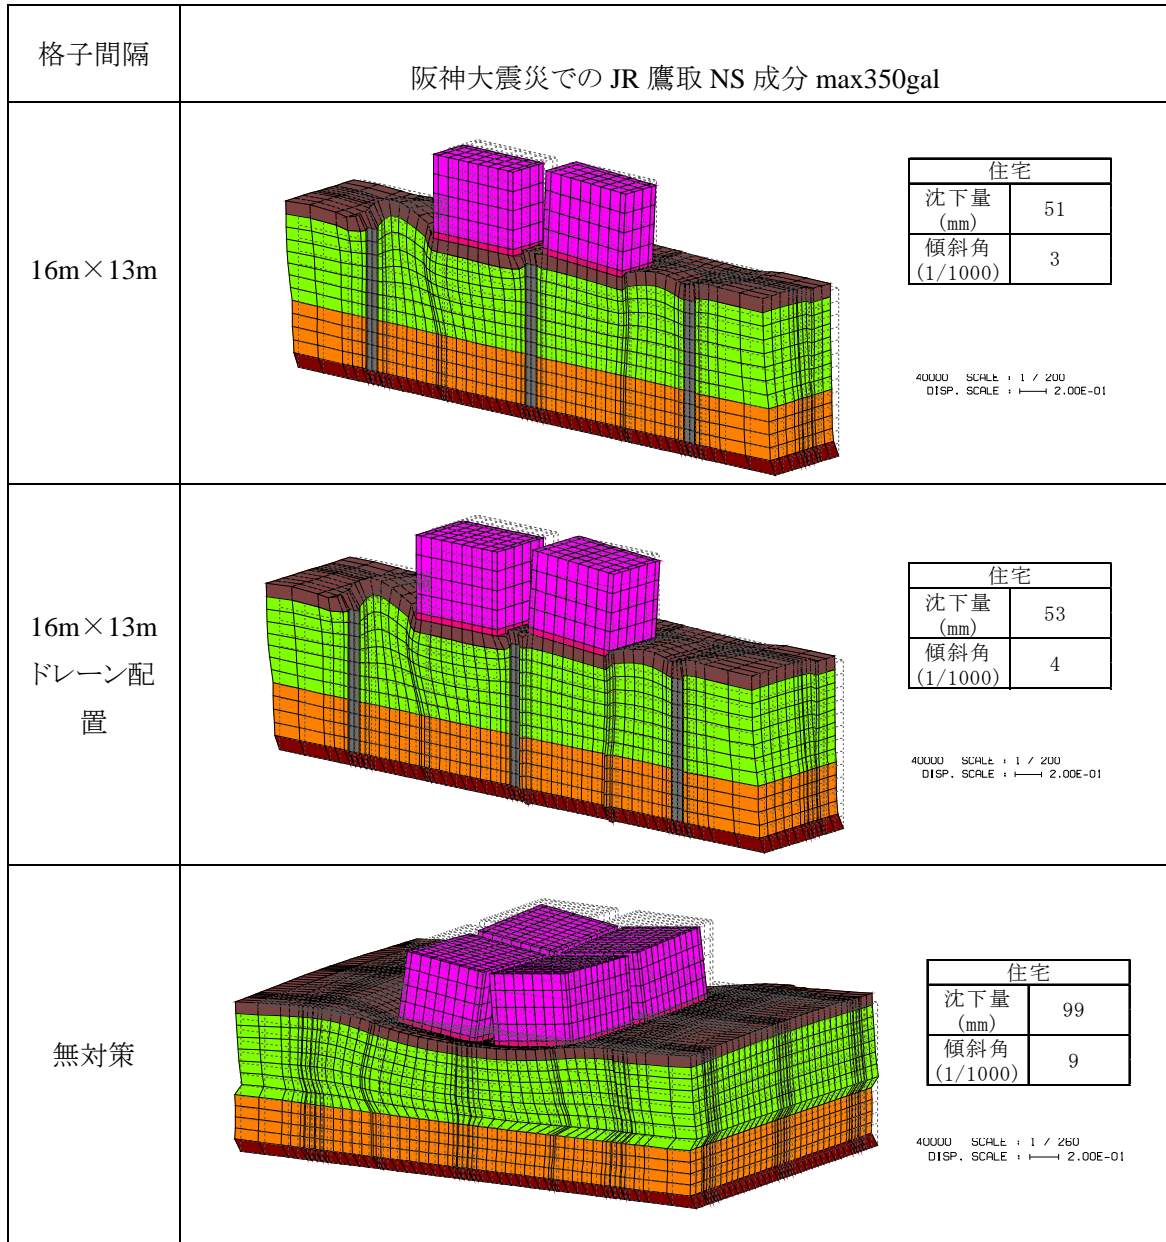 格子間隔
阪神大震災での JR 鷹取 NS 成分 max350gal
16m×13m
住宅
沈下量
(mm)
51
傾斜角
(1/1000)
3
40000 SCALE : 1 / 200
DISP. SCALE : 2.00E-01
16m×13m
ドレーン配
置
住宅
沈下量
(mm)
53
傾斜角
(1/1000)
4
40000 SCALE : 1 / 200
DISP. SCALE : 2.00E-01
無対策
住宅
沈下量
(mm)
99
傾斜角
(1/1000)
9
40000 SCALE : 1 / 260
DISP. SCALE : 2.00E-01